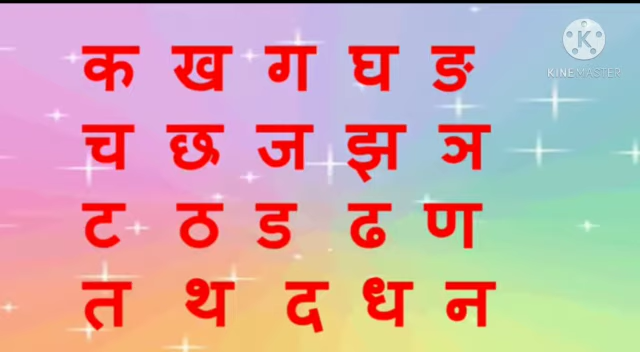 क ख ग घ ङ
KINEMASTER
च छ ज झ ञ
ट ठ ड ढ ण
त थ द ध न